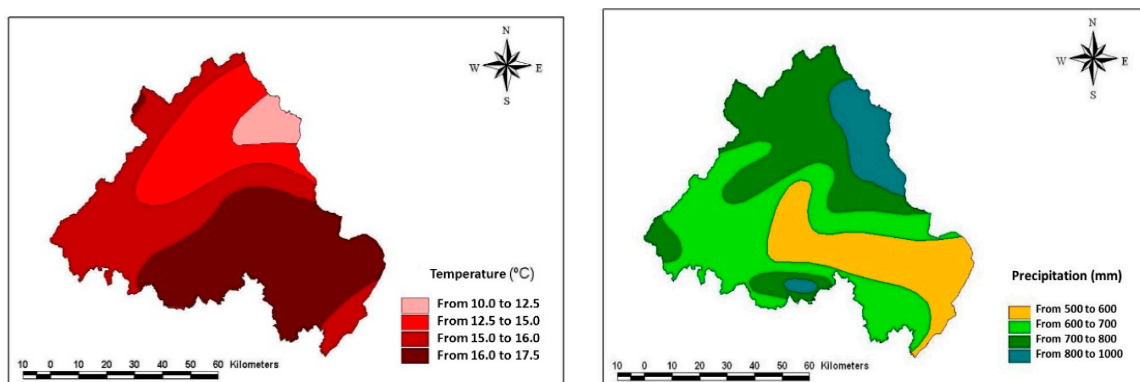 N
W E
S
Temperature (ºC)
From 10.0 to 12.5
From 12.5 to 15.0
From 15.0 to 16.0
From 16.0 to 17.5
10 0 10 20 30 40 50 60 Kilometers
N
W E
S
Precipitation (mm)
From 500 to 600
From 600 to 700
From 700 to 800
From 800 to 1000
10 0 10 20 30 40 50 60 Kilometers